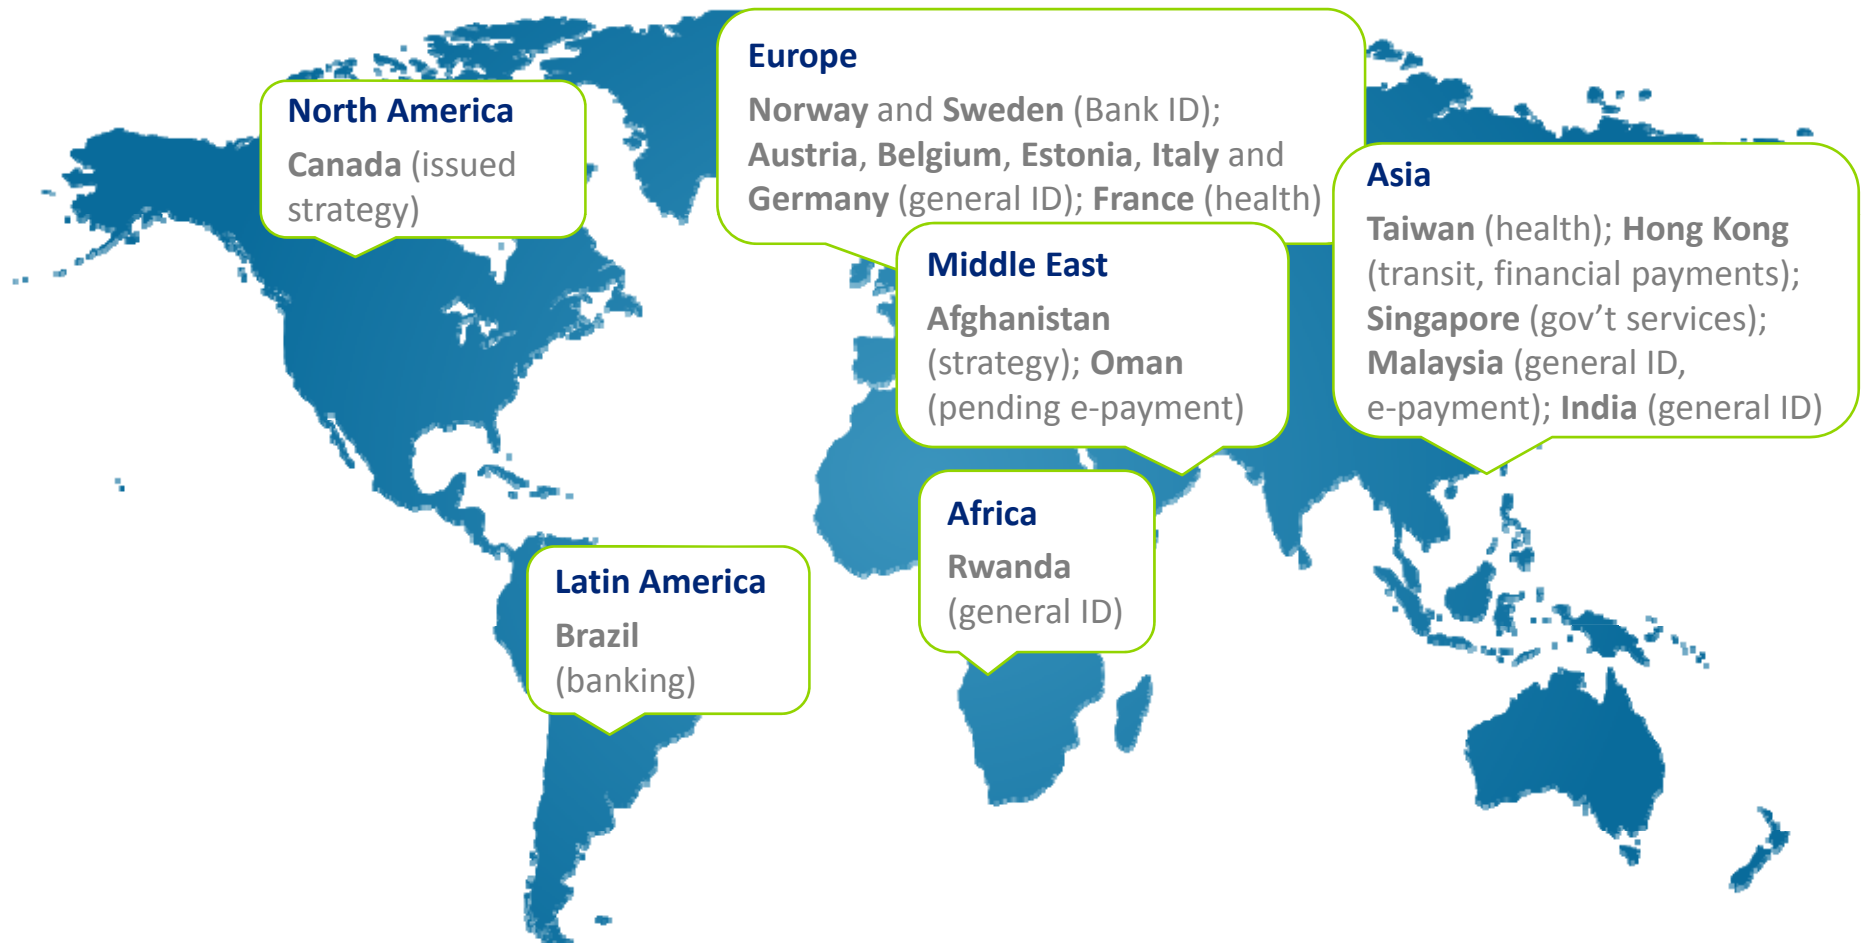 North America
Canada (issued
strategy)
Europe
Norway and Sweden (Bank ID);
Austria, Belgium, Estonia, Italy and
Germany (general ID); France (health)
Asia
Taiwan (health); Hong Kong
(transit, financial payments);
Singapore (gov’t services);
Malaysia (general ID,
e-payment); India (general ID)
Middle East
Afghanistan
(strategy); Oman
(pending e-payment)
Africa
Rwanda
(general ID)
Latin America
Brazil
(banking)